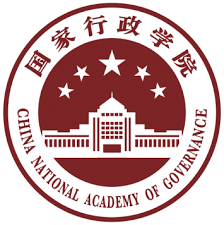 国家行政学院
CHINA NATIONAL ACADEMY OF GOVERNANCE